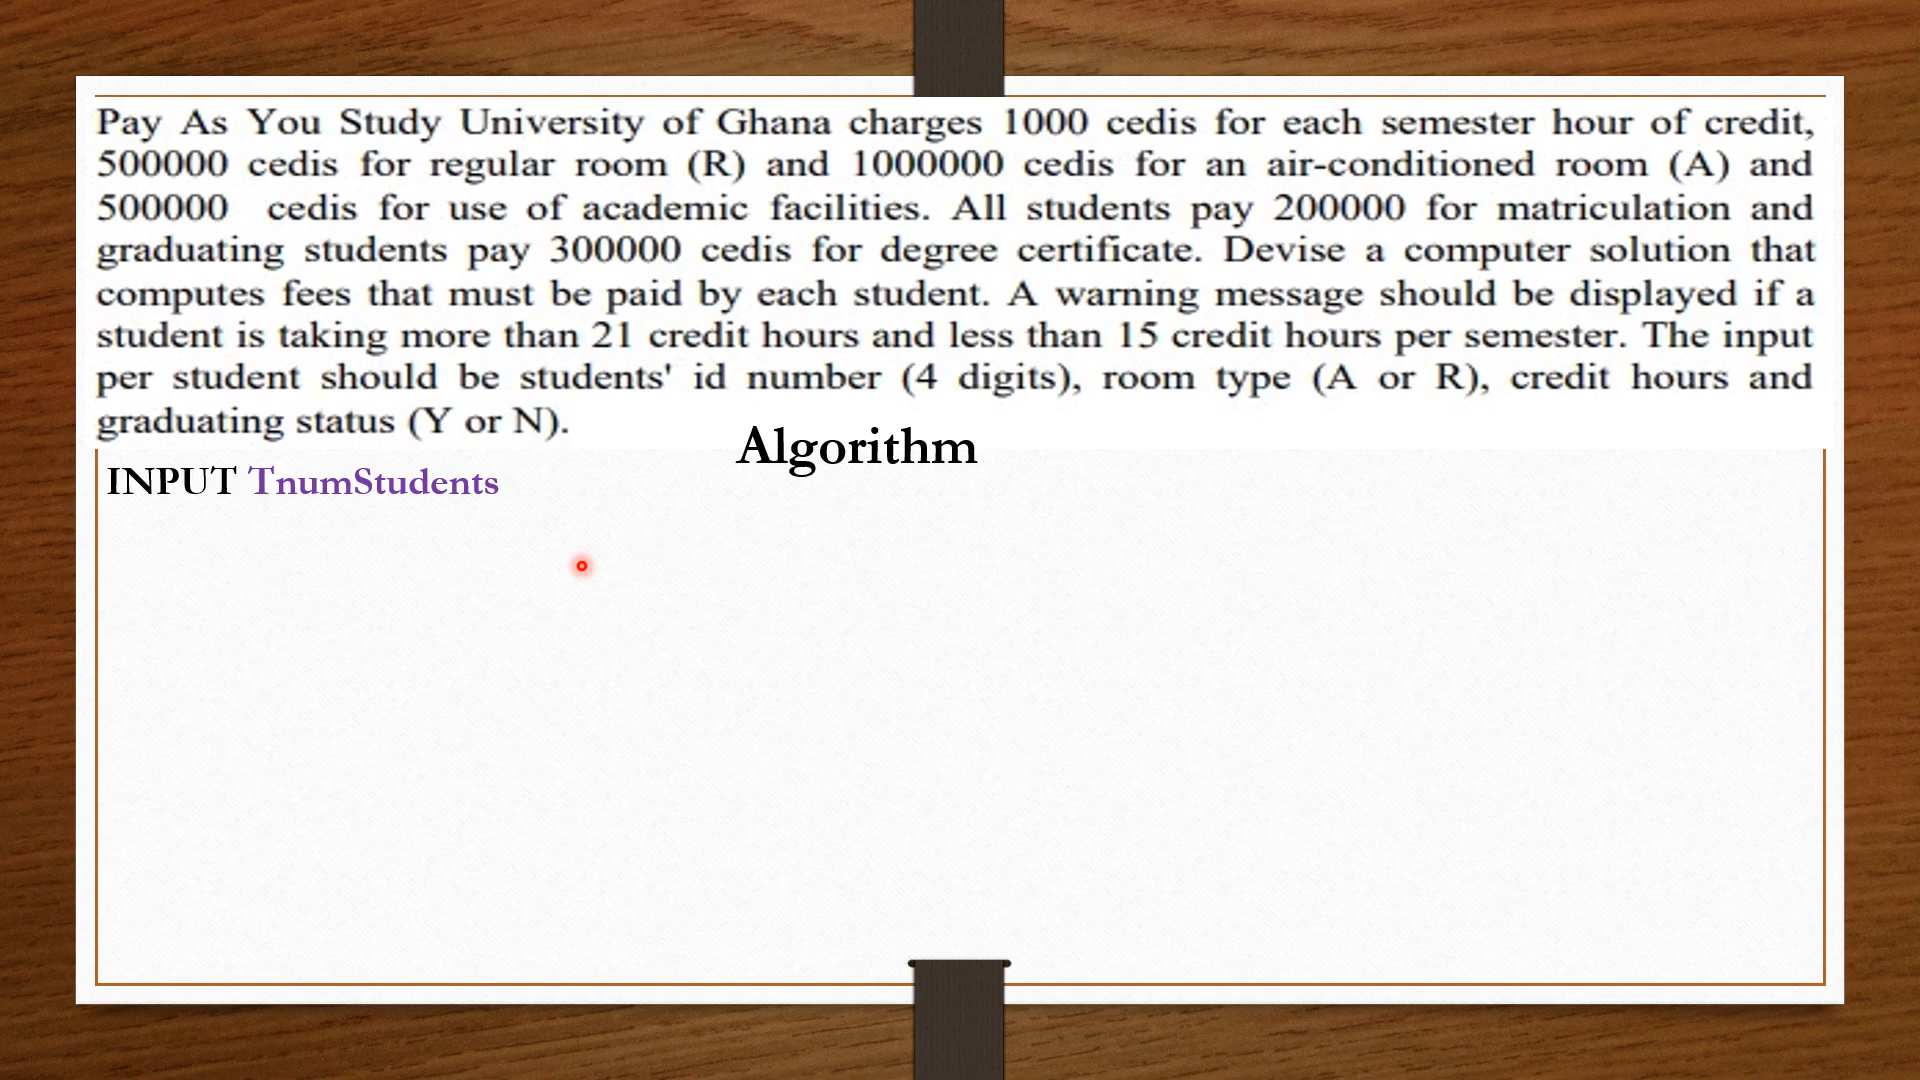 Pay As You Study University of Ghana charges 1000 cedis for each semester hour of credit,
500000 cedis for regular room (R) and 1000000 cedis for an air-conditioned room (A) and
500000 cedis for use of academic facilities. All students pay 200000 for matriculation and
graduating students pay 300000 cedis for degree certificate. Devise a computer solution that
computes fees that must be paid by each student. A warning message should be displayed if a
student is taking more than 21 credit hours and less than 15 credit hours per semester. The input
per student should be students' id number (4 digits), room type (A or R), credit hours and
graduating status (Y or N).
Algorithm
INPUT TnumStudents